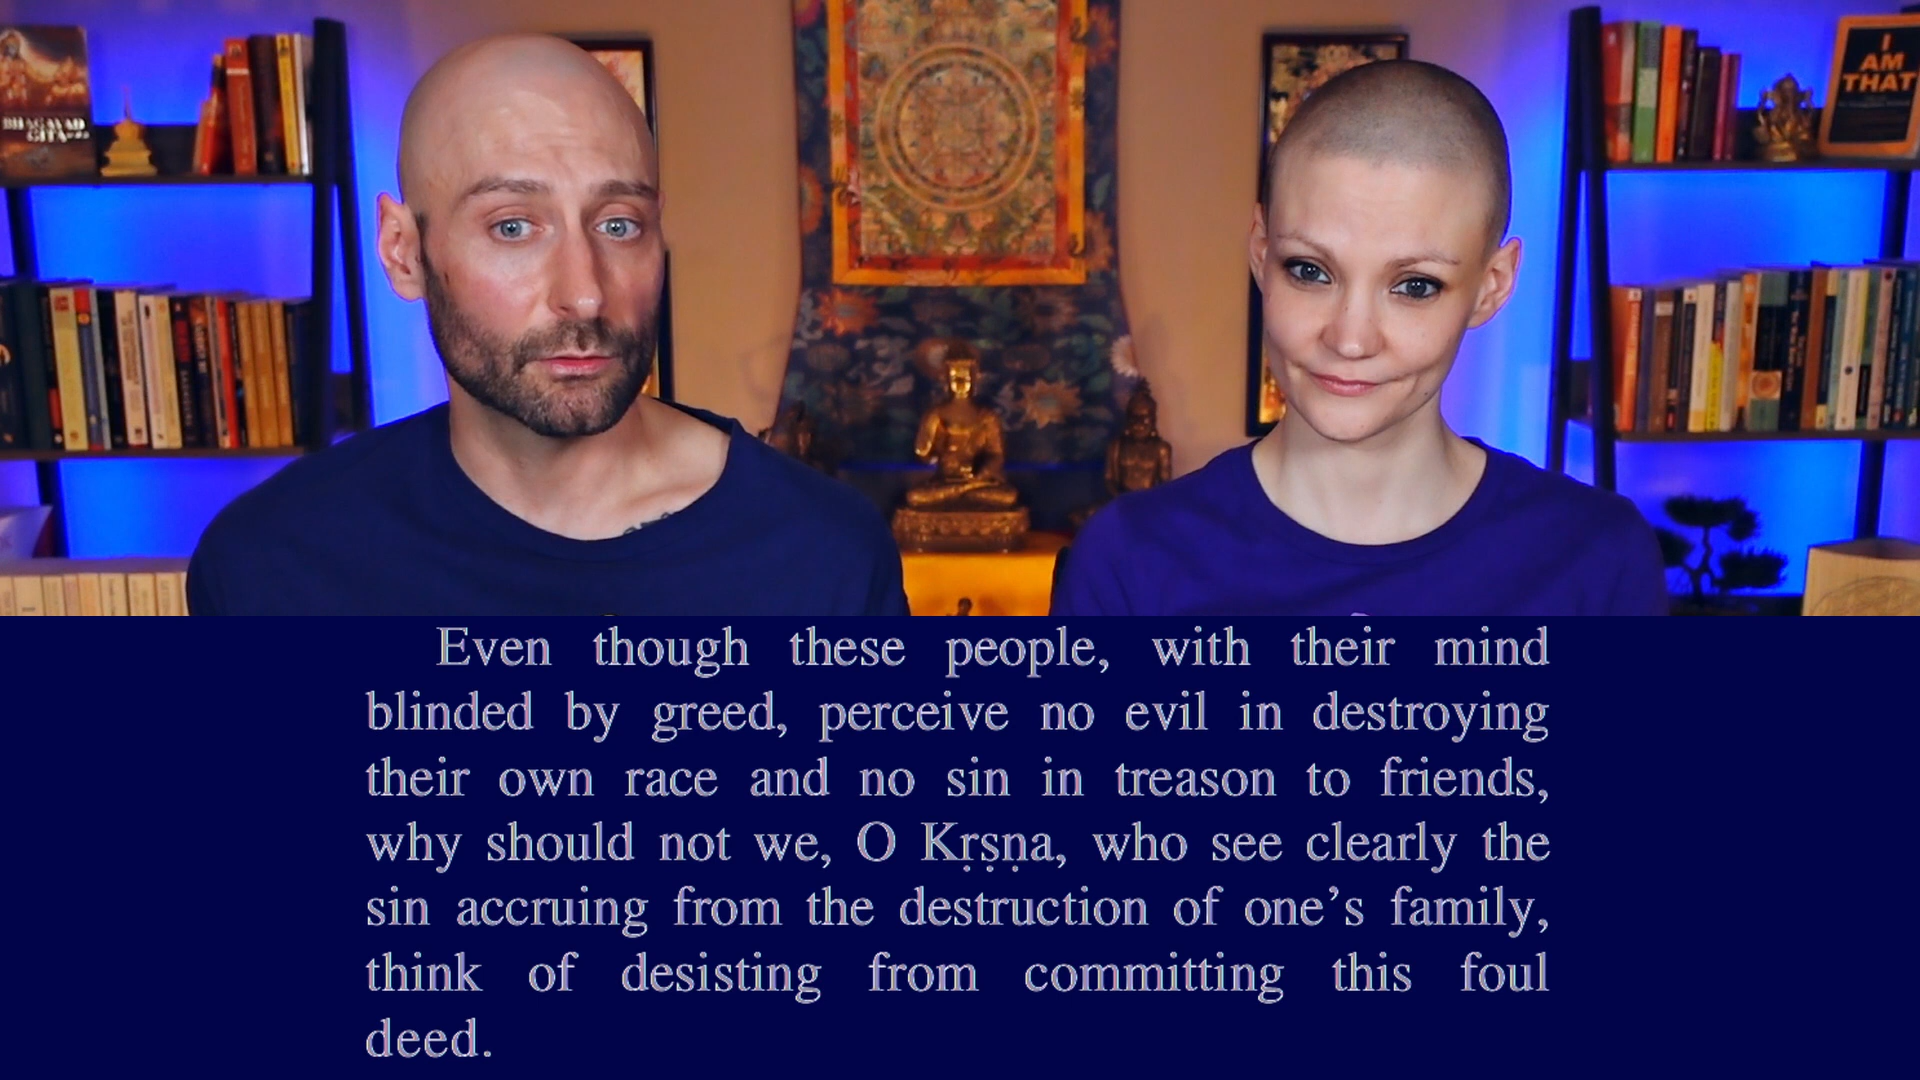 BHAGAVAD
GITA
I
AM
THAT
Even though these people, with their mind
blinded by greed, perceive no evil in destroying
their own race and no sin in treason to friends,
why should not we, O Kṛṣṇa, who see clearly the
sin accruing from the destruction of one’s family,
think of desisting from committing this foul
deed.